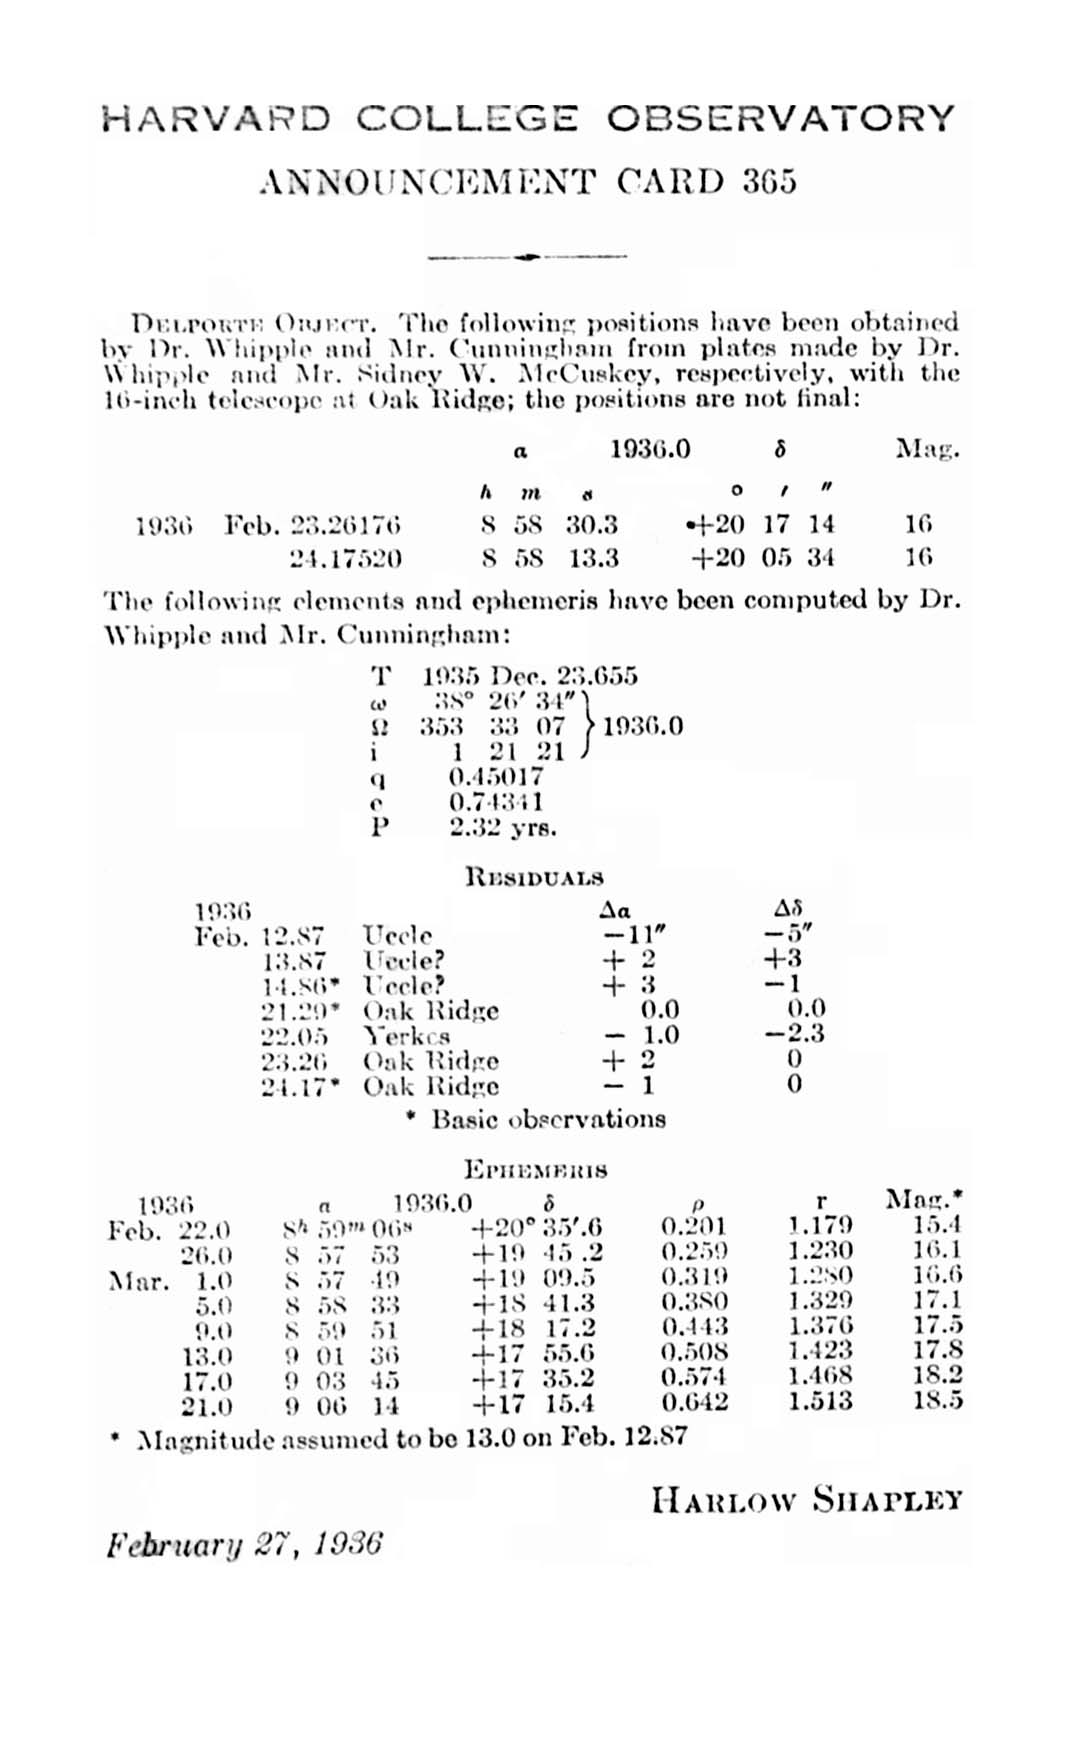 HARVARD COLLEGE OBSERVATORY
ANNOUNCEMENT CARD 365
DELPORTE OBJECT. The following positions have been obtained
by Dr. Whipple and Mr. Cunningham from plates made by Dr.
Whipple and Mr. Sidney W. McCuskey, respectively, with the
16-inch telescope at Oak Ridge; the positions are not final:
α 1936.0 δ Mag.
h m s ° ′ ″
1936 Feb. 23.26176 8 58 30.3 +20 17 14 16
24.17520 8 58 13.3 +20 05 34 16
The following elements and ephemeris have been computed by Dr.
Whipple and Mr. Cunningham:
T 1935 Dec. 23.655
ω 38° 26′ 34″
Ω 353 33 07 } 1936.0
i 1 21 21
q 0.45017
e 0.74341
P 2.32 yrs.
RESIDUALS
1936 Δα Δδ
Feb. 12.87 Uccle −11″ −5″
13.87 Uccle? + 2 +3
14.86* Uccle? + 3 −1
21.29* Oak Ridge 0.0 0.0
22.05 Yerkes − 1.0 −2.3
23.26 Oak Ridge + 2 0
24.17* Oak Ridge − 1 0
* Basic observations
EPHEMERIS
1936 α 1936.0 δ ρ r Mag.*
Feb. 22.0 8ʰ 59ᵐ 06ˢ +20° 35′.6 0.201 1.179 15.4
26.0 8 57 53 +19 45 .2 0.259 1.230 16.1
Mar. 1.0 8 57 49 +19 09.5 0.319 1.280 16.6
5.0 8 58 33 +18 41.3 0.380 1.329 17.1
9.0 8 59 51 +18 17.2 0.443 1.376 17.5
13.0 9 01 36 +17 55.6 0.508 1.423 17.8
17.0 9 03 45 +17 35.2 0.574 1.468 18.2
21.0 9 06 14 +17 15.4 0.642 1.513 18.5
* Magnitude assumed to be 13.0 on Feb. 12.87
HARLOW SHAPLEY
February 27, 1936